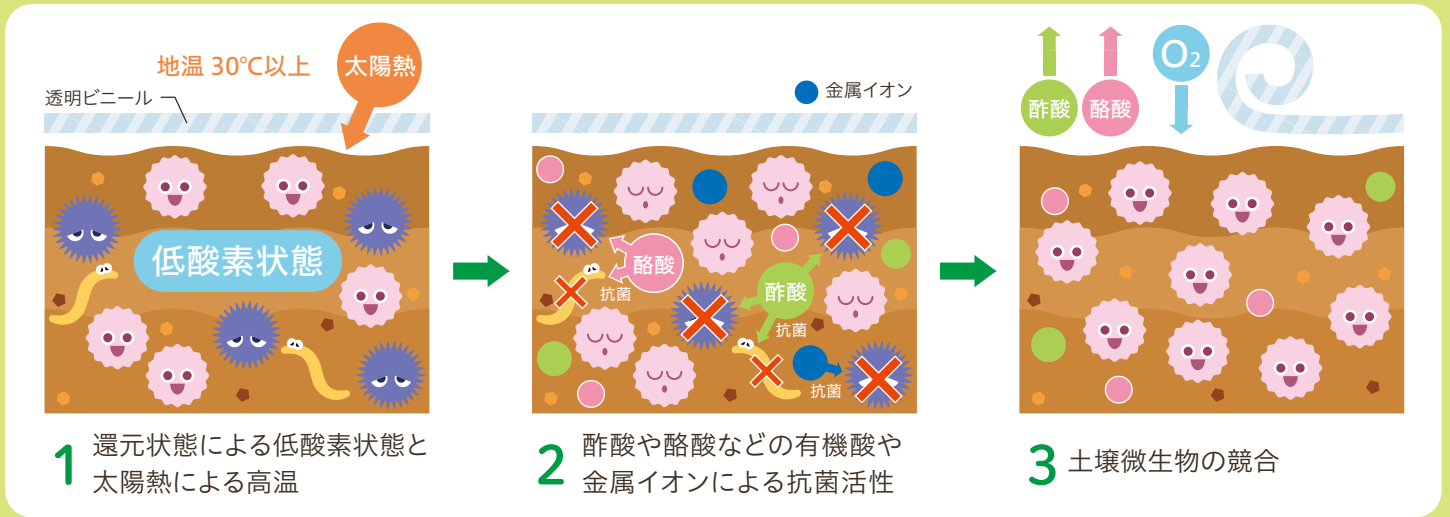 地温 30℃以上
太陽熱
透明ビニール
低酸素状態
1
還元状態による低酸素状態と
太陽熱による高温
金属イオン
酪酸
抗菌
酢酸
抗菌
抗菌
2
酢酸や酪酸などの有機酸や
金属イオンによる抗菌活性
酢酸
酪酸
O₂
3
土壌微生物の競合